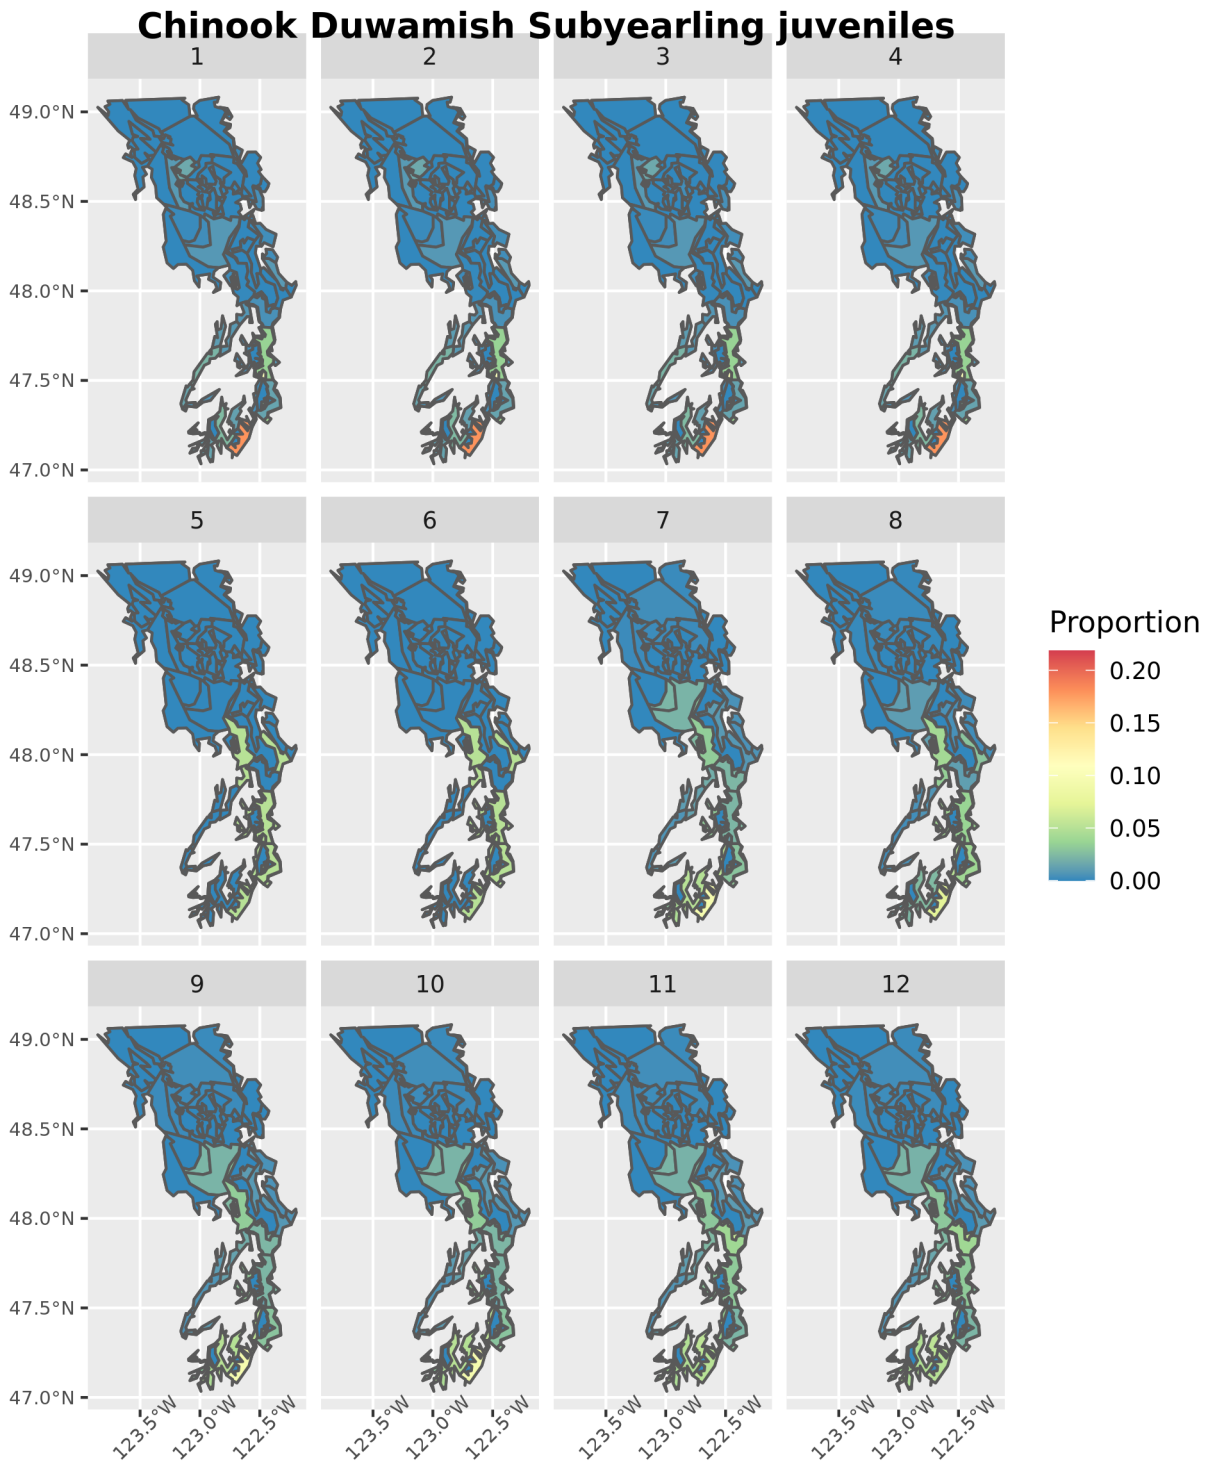 Chinook Duwamish Subyearling juveniles
1 2 3 4
49.0°N
48.5°N
48.0°N
47.5°N
47.0°N
5 6 7 8
49.0°N
48.5°N
48.0°N
47.5°N
47.0°N
Proportion
0.20
0.15
0.10
0.05
0.00
9 10 11 12
49.0°N
48.5°N
48.0°N
47.5°N
47.0°N
123.5°W 123.0°W 122.5°W 123.5°W 123.0°W 122.5°W 123.5°W 123.0°W 122.5°W 123.5°W 123.0°W 122.5°W